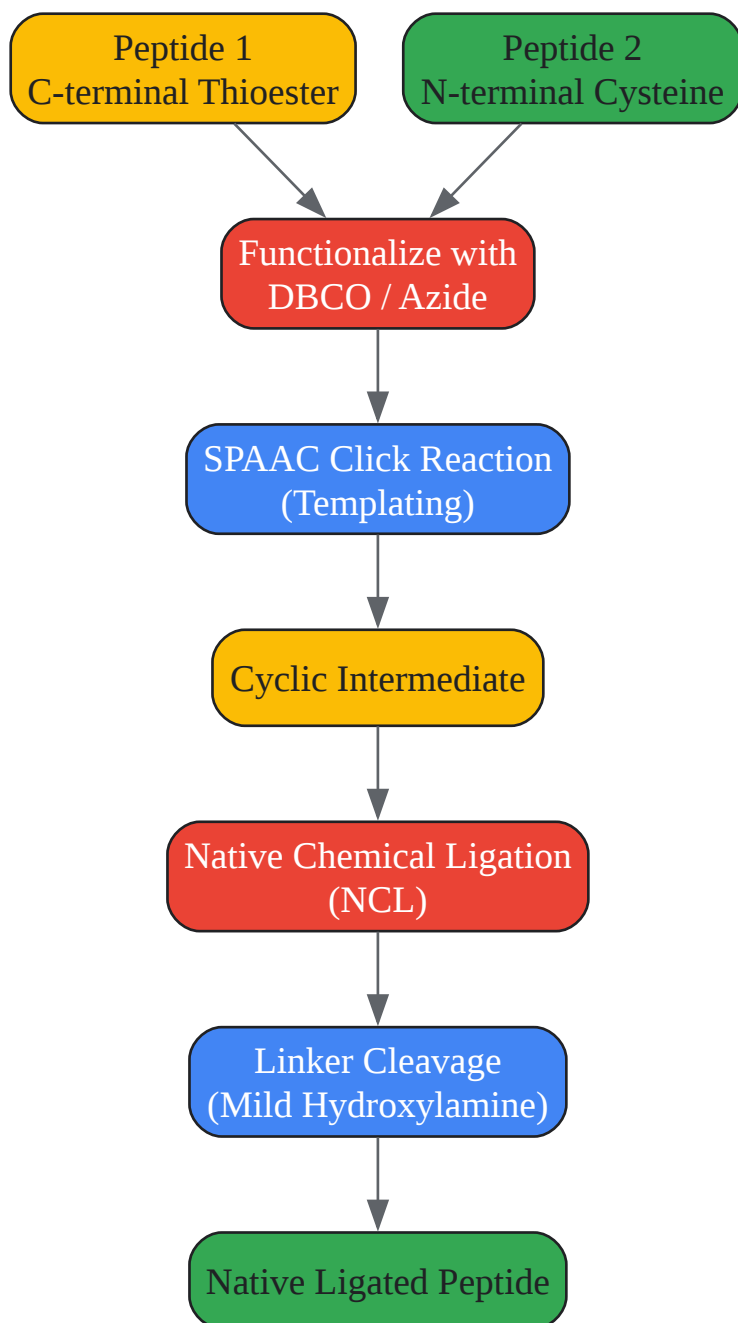 Peptide 1
C-terminal Thioester
Peptide 2
N-terminal Cysteine
Functionalize with
DBCO / Azide
SPAAC Click Reaction
(Templating)
Cyclic Intermediate
Native Chemical Ligation
(NCL)
Linker Cleavage
(Mild Hydroxylamine)
Native Ligated Peptide